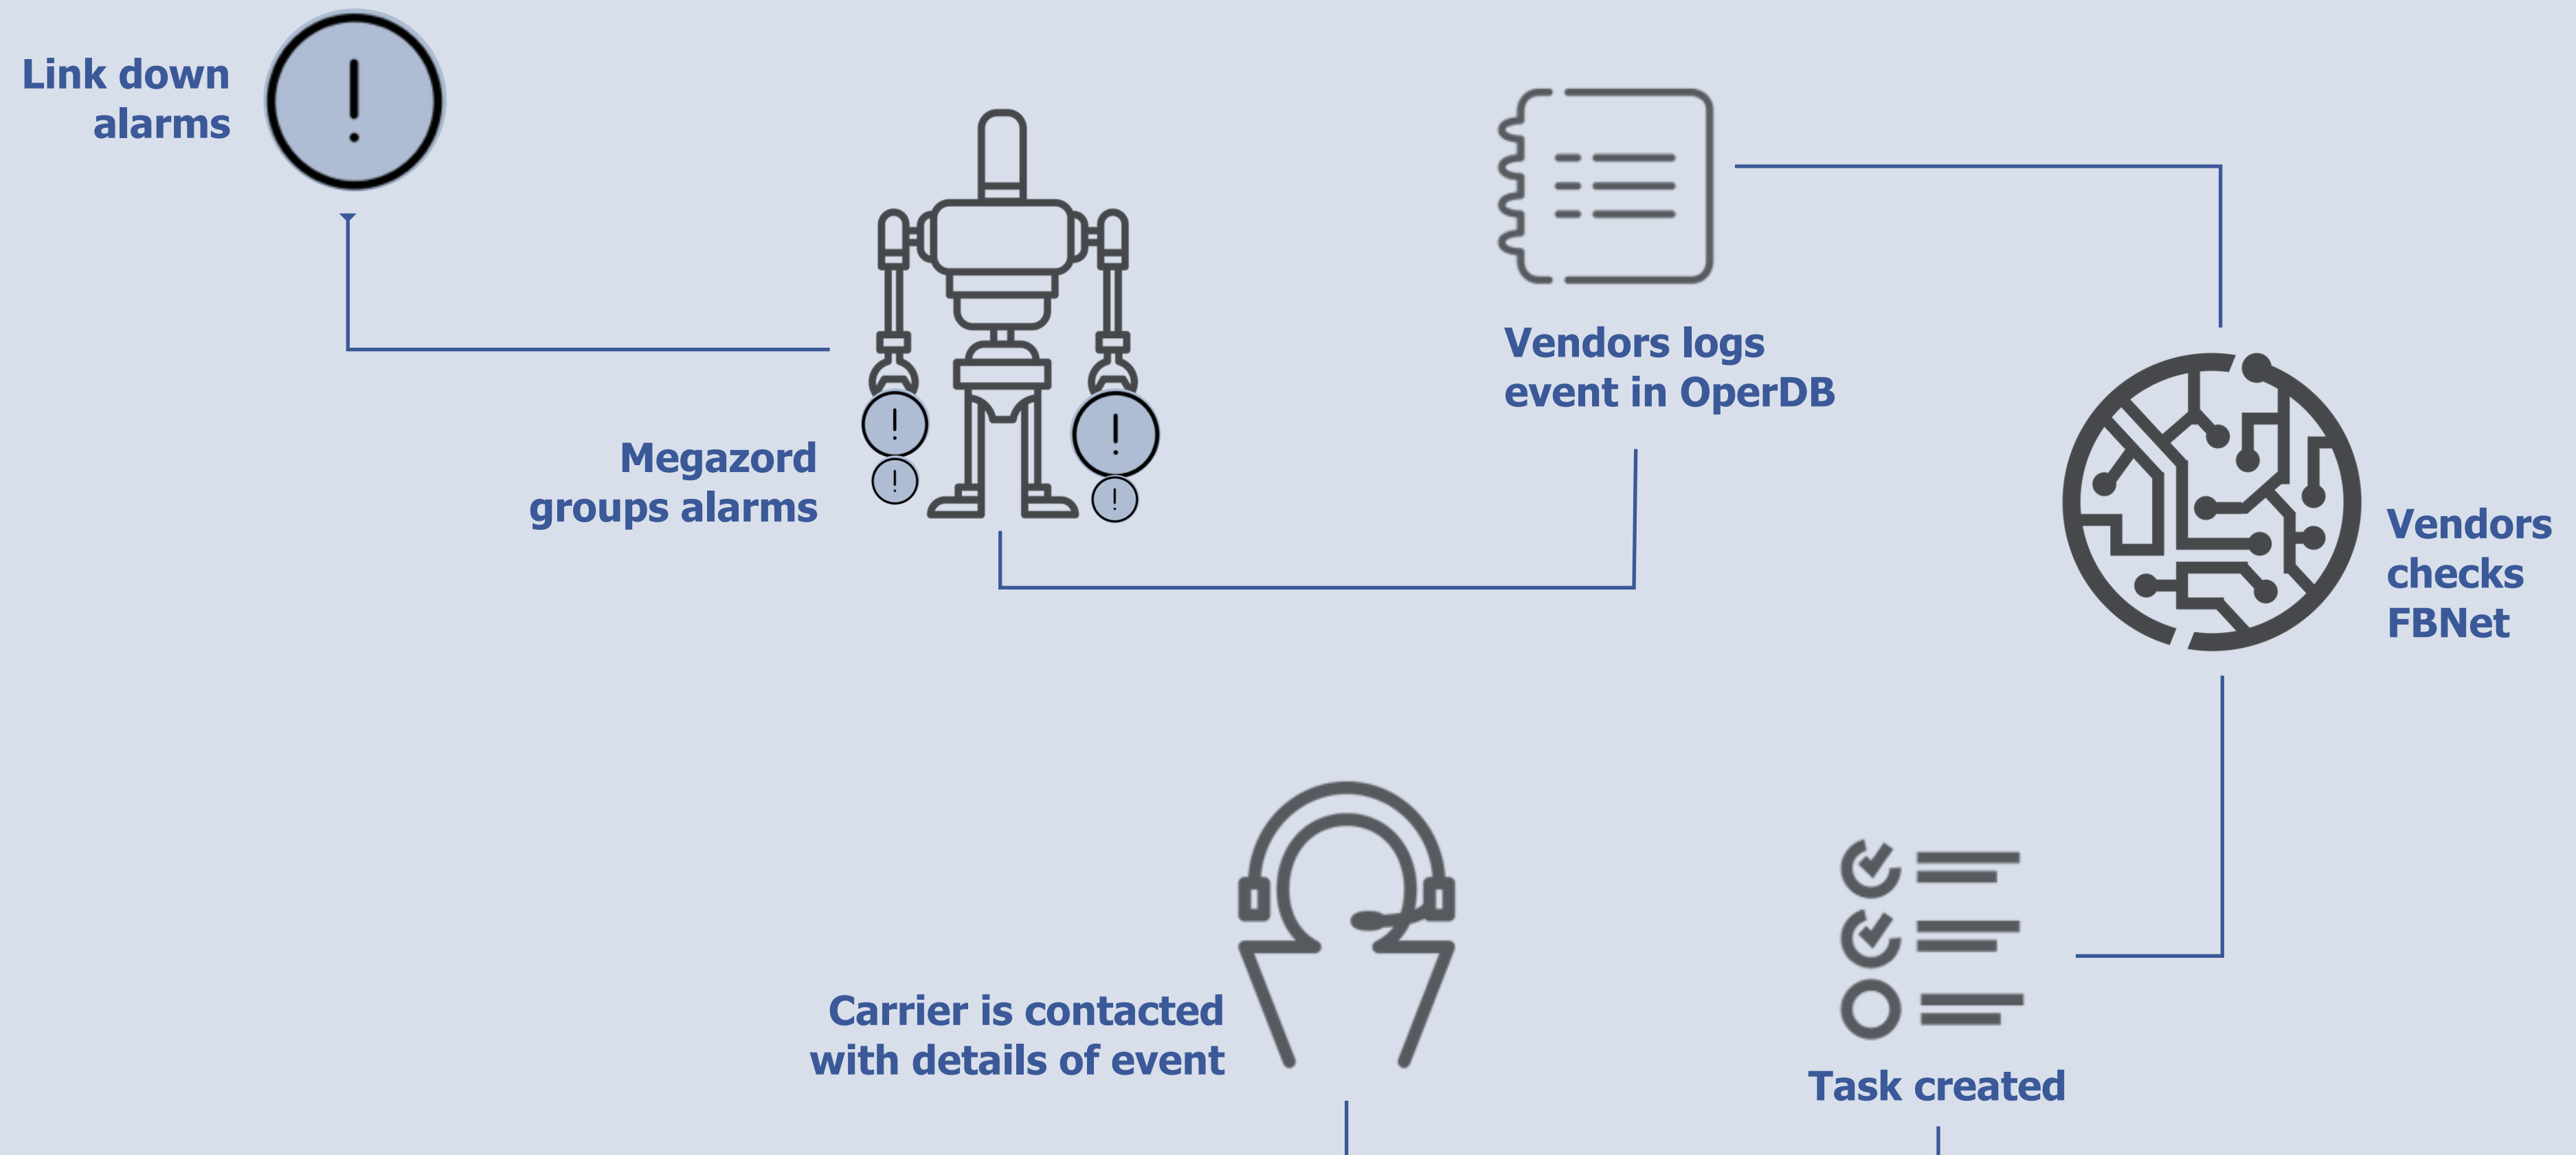 Link down
alarms
Megazord
groups alarms
Vendors logs
event in OperDB
Vendors
checks
FBNet
Task created
Carrier is contacted
with details of event